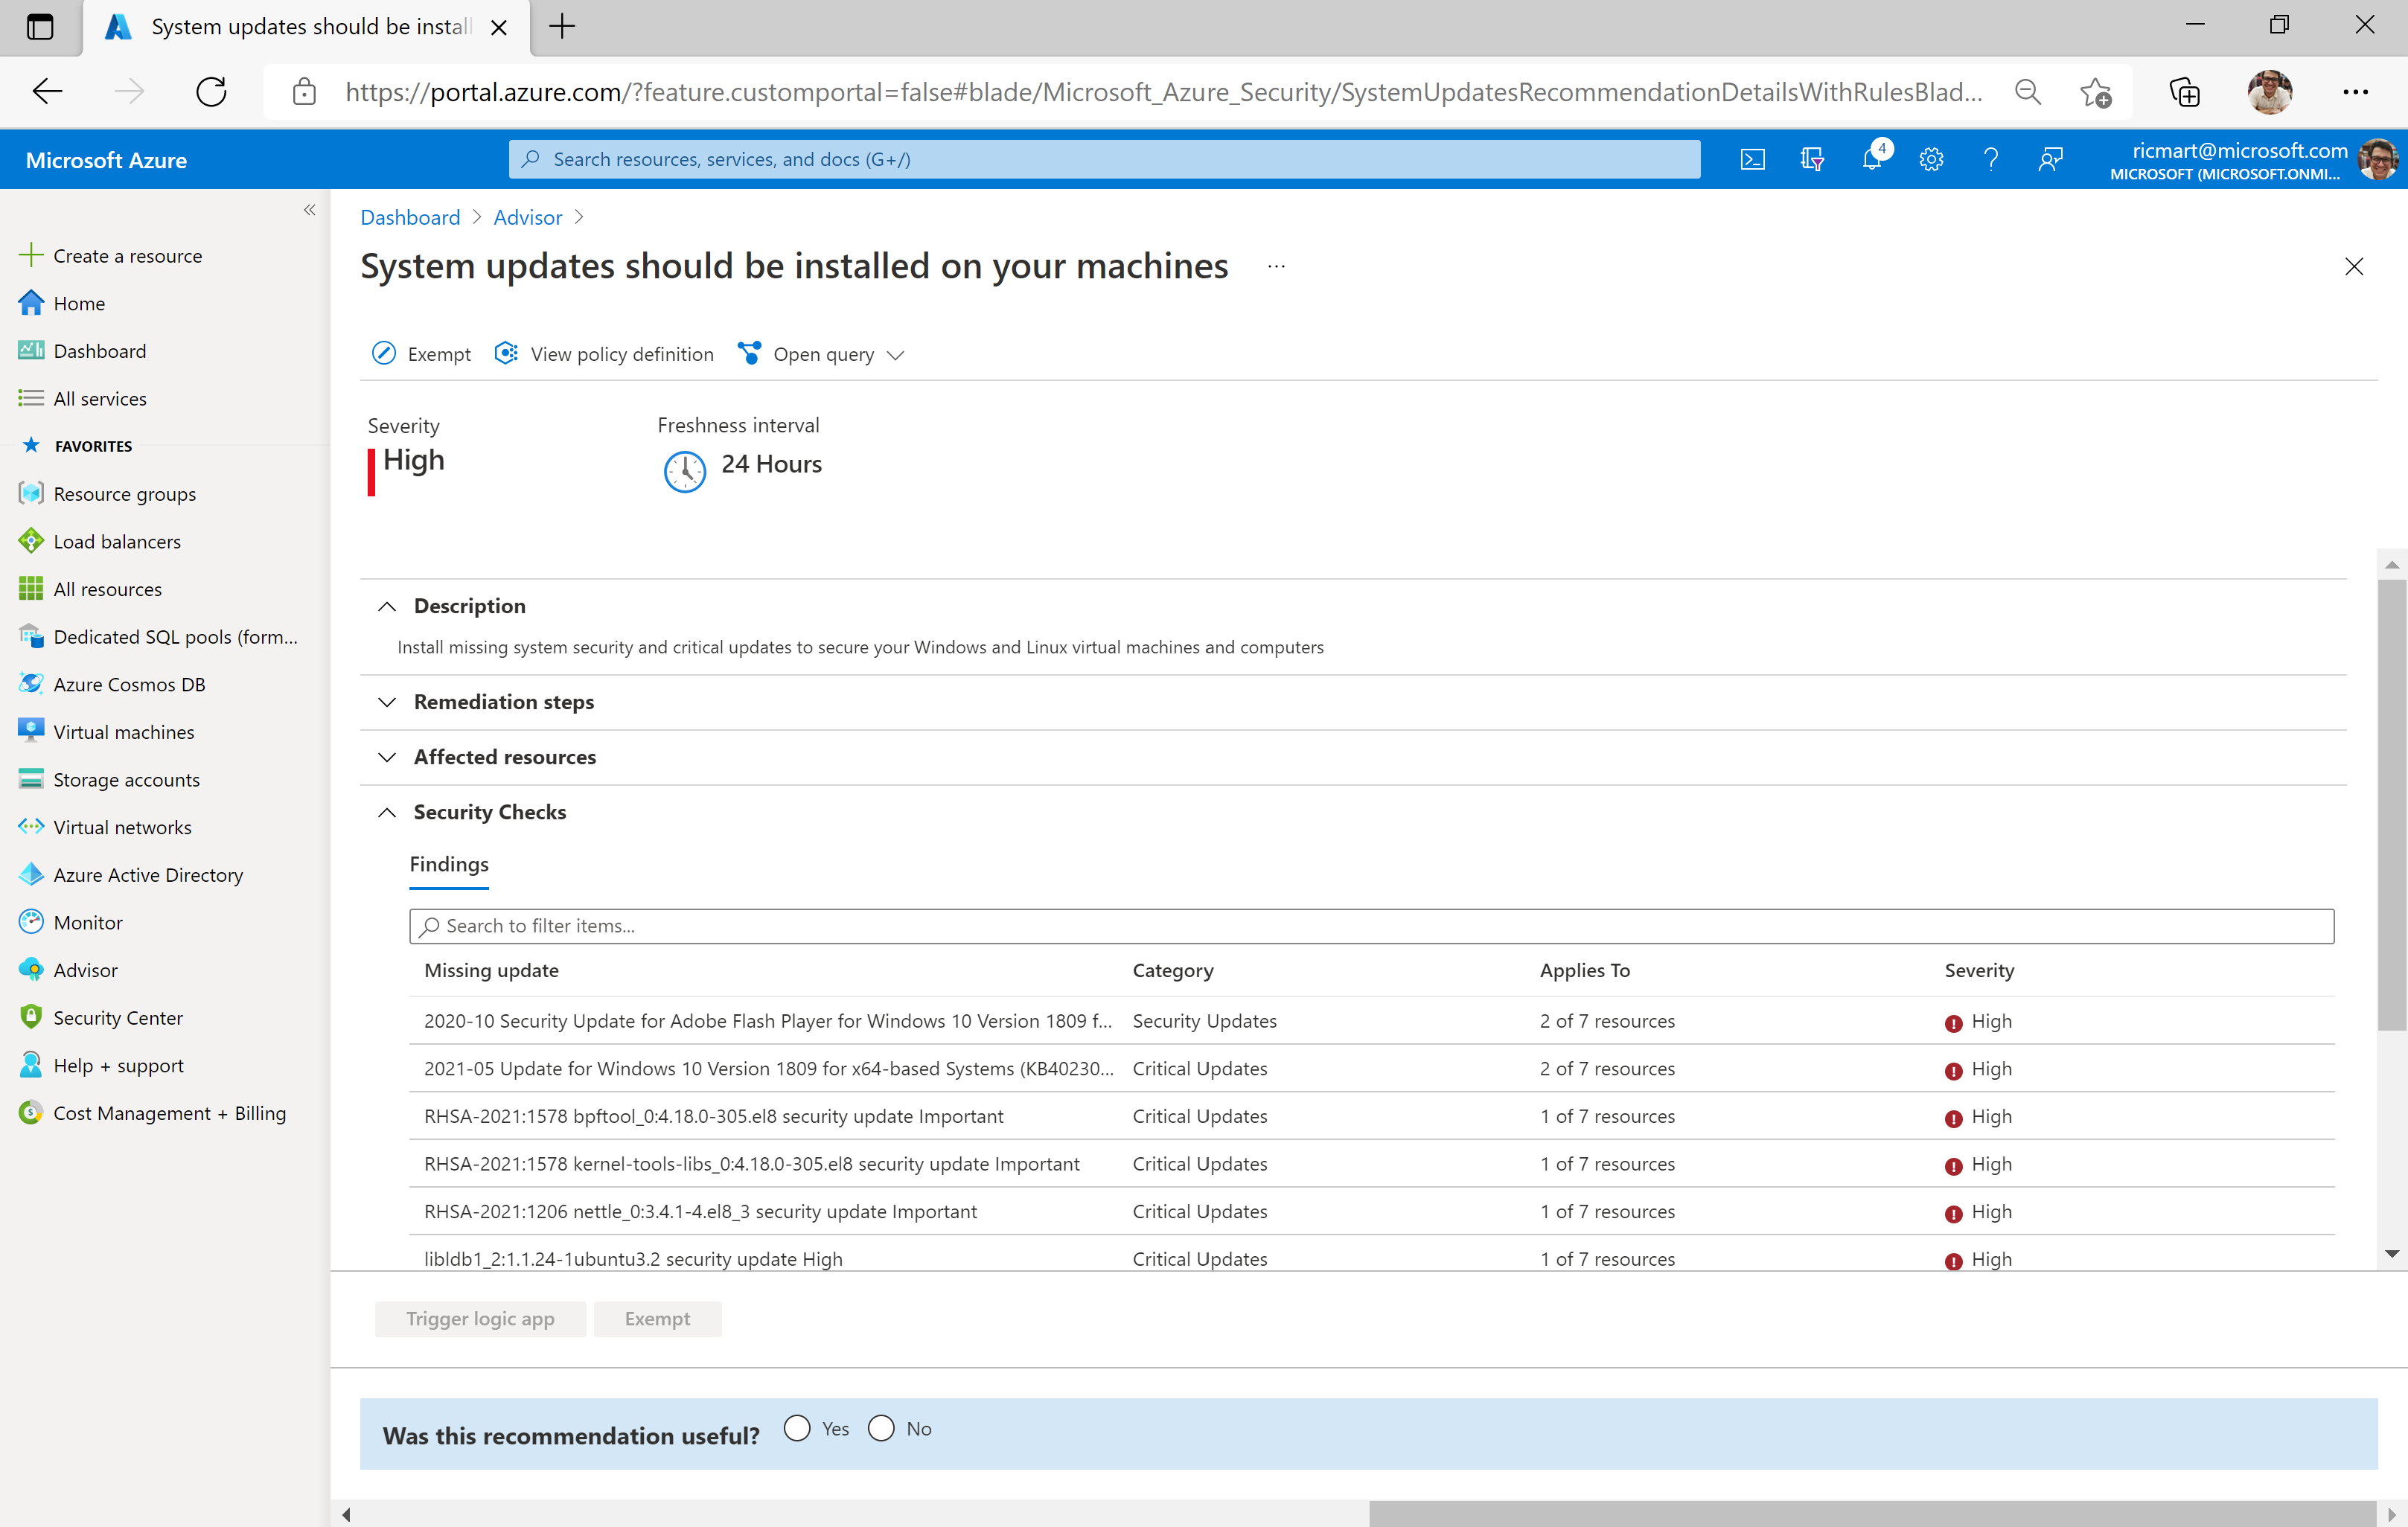 System updates should be install
https://portal.azure.com/?feature.customportal=false#blade/Microsoft_Azure_Security/SystemUpdatesRecommendationDetailsWithRulesBlad...
Microsoft Azure
Search resources, services, and docs (G+/)
4
ricmart@microsoft.com
MICROSOFT (MICROSOFT.ONMI...
Create a resource
Home
Dashboard
All services
FAVORITES
Resource groups
Load balancers
All resources
Dedicated SQL pools (form...
Azure Cosmos DB
Virtual machines
Storage accounts
Virtual networks
Azure Active Directory
Monitor
Advisor
Security Center
Help + support
Cost Management + Billing
Dashboard > Advisor >
System updates should be installed on your machines ...
Exempt View policy definition Open query
Severity
High
Freshness interval
24 Hours
Description
Install missing system security and critical updates to secure your Windows and Linux virtual machines and computers
Remediation steps
Affected resources
Security Checks
Findings
Search to filter items...
Missing update Category Applies To Severity
2020-10 Security Update for Adobe Flash Player for Windows 10 Version 1809 f... Security Updates 2 of 7 resources High
2021-05 Update for Windows 10 Version 1809 for x64-based Systems (KB40230... Critical Updates 2 of 7 resources High
RHSA-2021:1578 bpftool_0:4.18.0-305.el8 security update Important Critical Updates 1 of 7 resources High
RHSA-2021:1578 kernel-tools-libs_0:4.18.0-305.el8 security update Important Critical Updates 1 of 7 resources High
RHSA-2021:1206 nettle_0:3.4.1-4.el8_3 security update Important Critical Updates 1 of 7 resources High
libldb1_2:1.1.24-1ubuntu3.2 security update High Critical Updates 1 of 7 resources High
Trigger logic app Exempt
Was this recommendation useful? Yes No